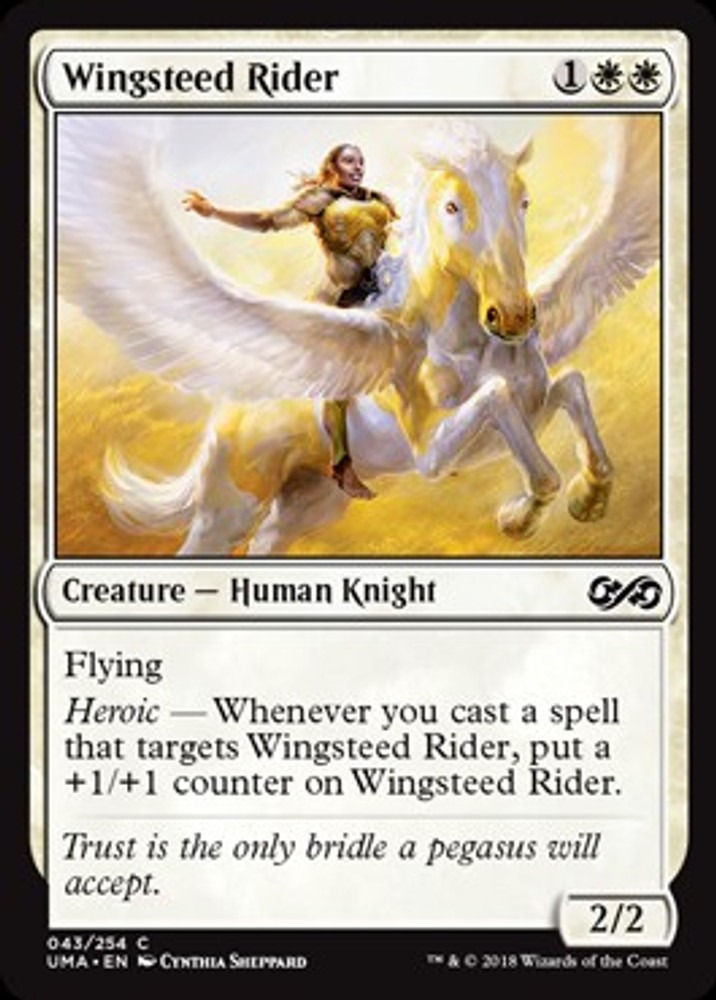 Wingsteed Rider 1
Creature — Human Knight
Flying
Heroic — Whenever you cast a spell
that targets Wingsteed Rider, put a
+1/+1 counter on Wingsteed Rider.
Trust is the only bridle a pegasus will
accept.
2/2
043/254 C
UMA • EN Cynthia Sheppard
™ & © 2018 Wizards of the Coast